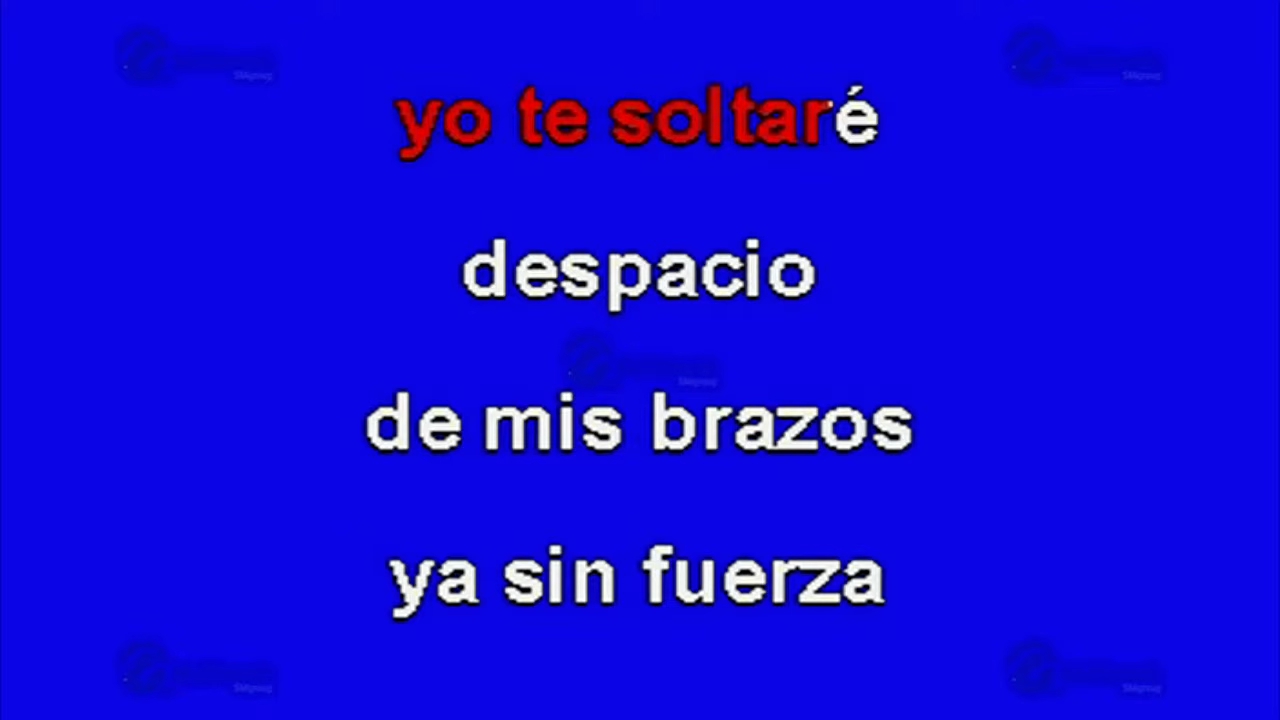 yo te soltaré
despacio
de mis brazos
ya sin fuerza